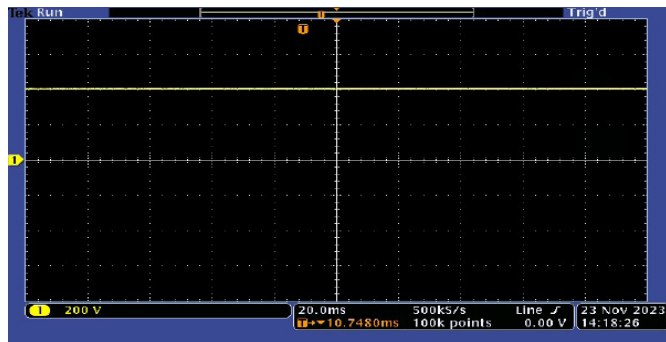 Tek Run Trig'd
T
T
1
1 200 V 20.0ms 500kS/s Line 23 Nov 2023
T→▼10.7480ms 100k points 0.00 V 14:18:26